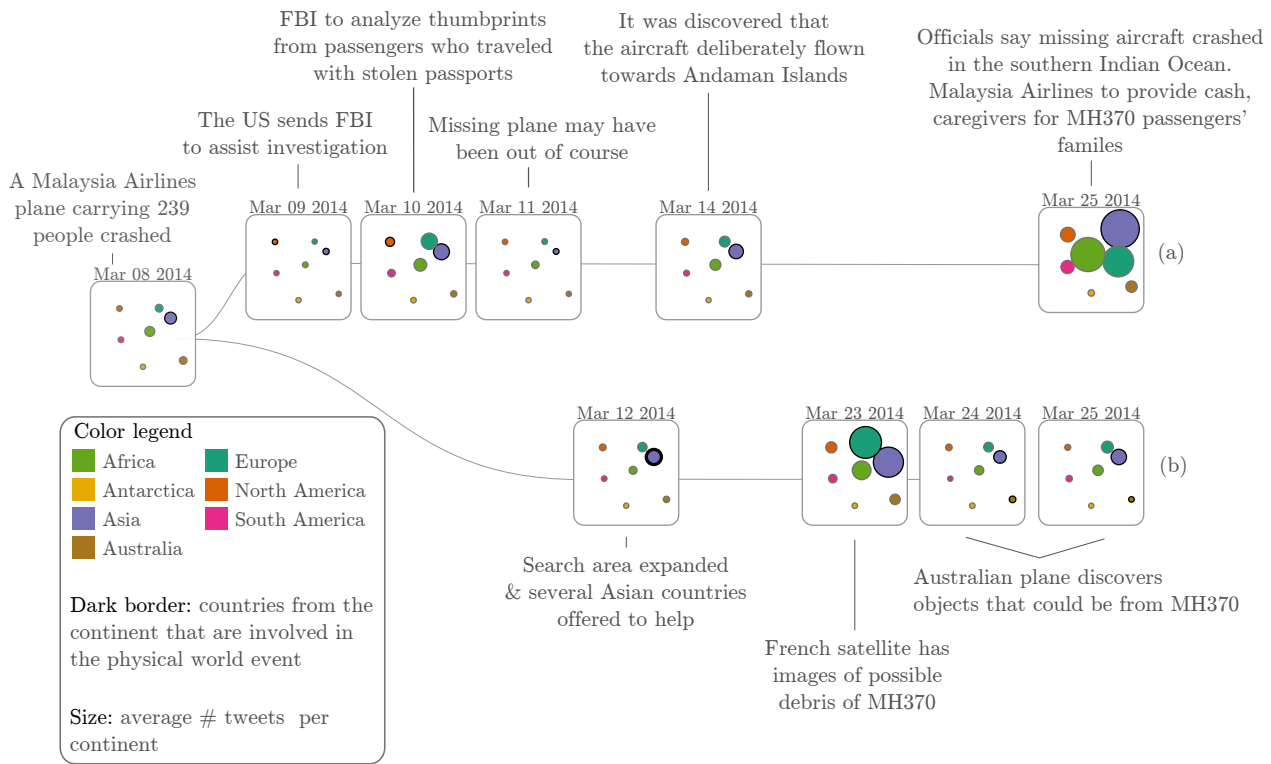 FBI to analyze thumbprints
from passengers who traveled
with stolen passports
It was discovered that
the aircraft deliberately flown
towards Andaman Islands
Officials say missing aircraft crashed
in the southern Indian Ocean.
Malaysia Airlines to provide cash,
caregivers for MH370 passengers'
familes
The US sends FBI
to assist investigation
Missing plane may have
been out of course
A Malaysia Airlines
plane carrying 239
people crashed
Mar 08 2014
Mar 09 2014
Mar 10 2014
Mar 11 2014
Mar 14 2014
Mar 25 2014
(a)
Mar 12 2014
Mar 23 2014
Mar 24 2014
Mar 25 2014
(b)
Color legend
Africa
Europe
Antarctica
North America
Asia
South America
Australia
Dark border: countries from the
continent that are involved in
the physical world event
Size: average # tweets per
continent
Search area expanded
& several Asian countries
offered to help
French satellite has
images of possible
debris of MH370
Australian plane discovers
objects that could be from MH370